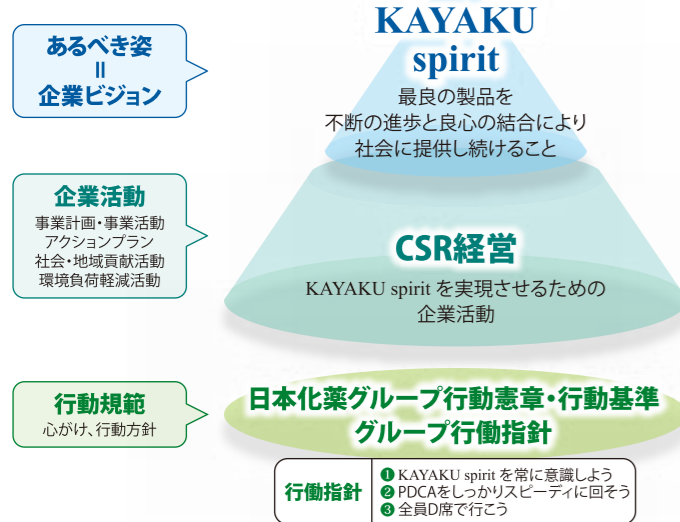 あるべき姿
=
企業ビジョン
KAYAKU
spirit
最良の製品を
不断の進歩と良心の結合により
社会に提供し続けること
企業活動
事業計画・事業活動
アクションプラン
社会・地域貢献活動
環境負荷軽減活動
CSR経営
KAYAKU spirit を実現させるための
企業活動
行動規範
心がけ、行動方針
日本化薬グループ行動憲章・行動基準
グループ行働指針
行働指針
❶ KAYAKU spirit を常に意識しよう
❷ PDCAをしっかりスピーディに回そう
❸ 全員D席で行こう